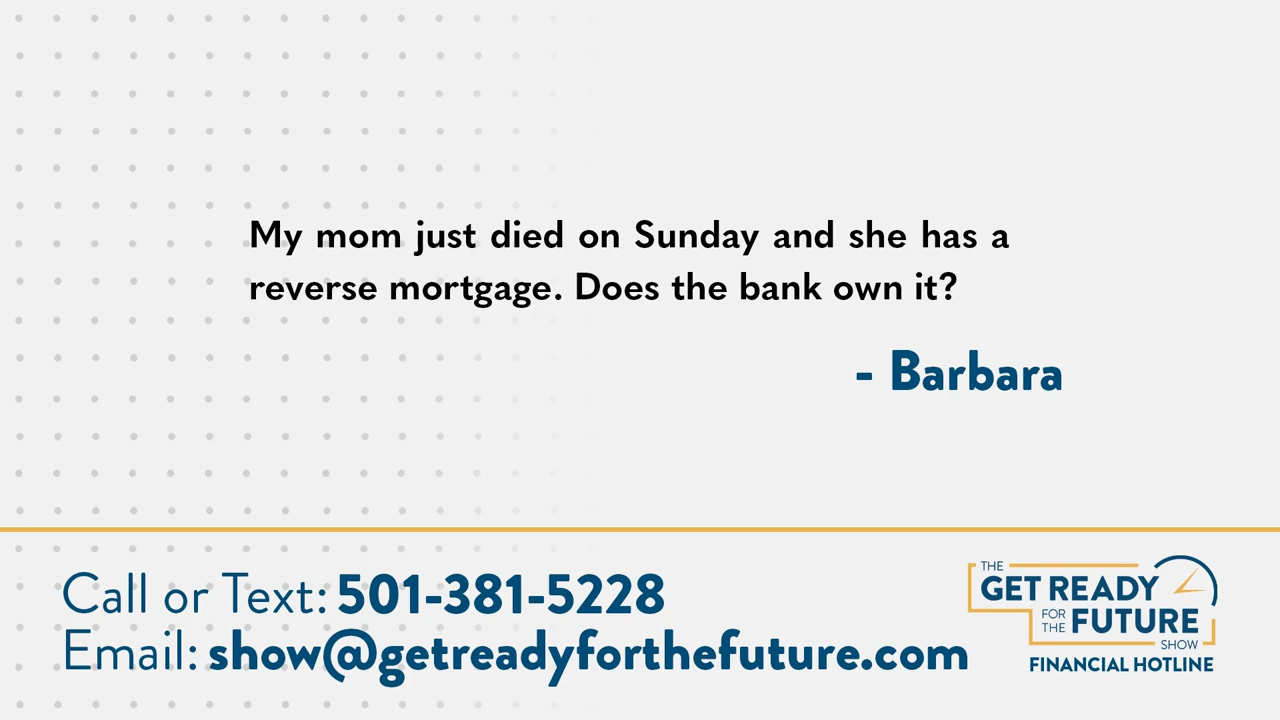 My mom just died on Sunday and she has a
reverse mortgage. Does the bank own it?
- Barbara
Call or Text: 501-381-5228
Email: show@getreadyforthefuture.com
THE
GET READY
FOR THE FUTURE
SHOW
FINANCIAL HOTLINE